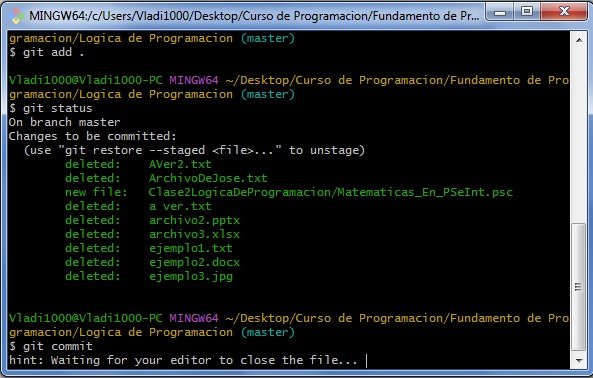 MINGW64:/c/Users/Vladi1000/Desktop/Curso de Programacion/Fundamento de Pr...
gramacion/Logica de Programacion (master)
$ git add .
Vladi1000@Vladi1000-PC MINGW64 ~/Desktop/Curso de Programacion/Fundamento de Pro
gramacion/Logica de Programacion (master)
$ git status
On branch master
Changes to be committed:
  (use "git restore --staged <file>..." to unstage)
        deleted:    AVer2.txt
        deleted:    ArchivoDeJose.txt
        new file:   Clase2LogicaDeProgramacion/Matematicas_En_PSeInt.psc
        deleted:    a ver.txt
        deleted:    archivo2.pptx
        deleted:    archivo3.xlsx
        deleted:    ejemplo1.txt
        deleted:    ejemplo2.docx
        deleted:    ejemplo3.jpg
Vladi1000@Vladi1000-PC MINGW64 ~/Desktop/Curso de Programacion/Fundamento de Pro
gramacion/Logica de Programacion (master)
$ git commit
hint: Waiting for your editor to close the file...